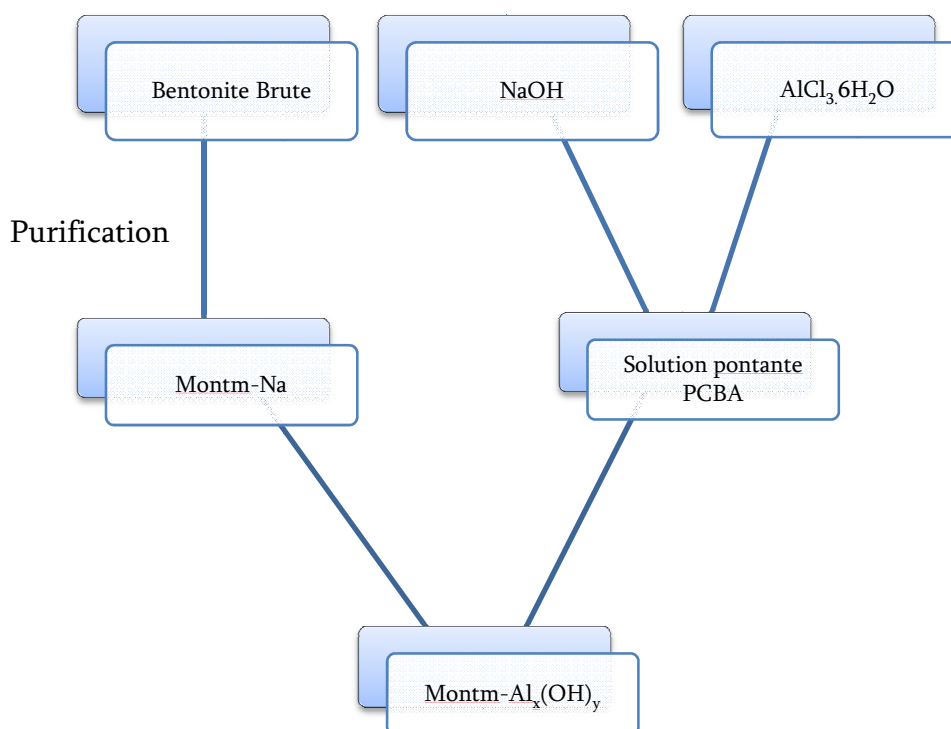 Bentonite Brute
NaOH
AlCl₃.6H₂O
Purification
Montm-Na
Solution pontante
PCBA
Montm-Alₓ(OH)ᵧ